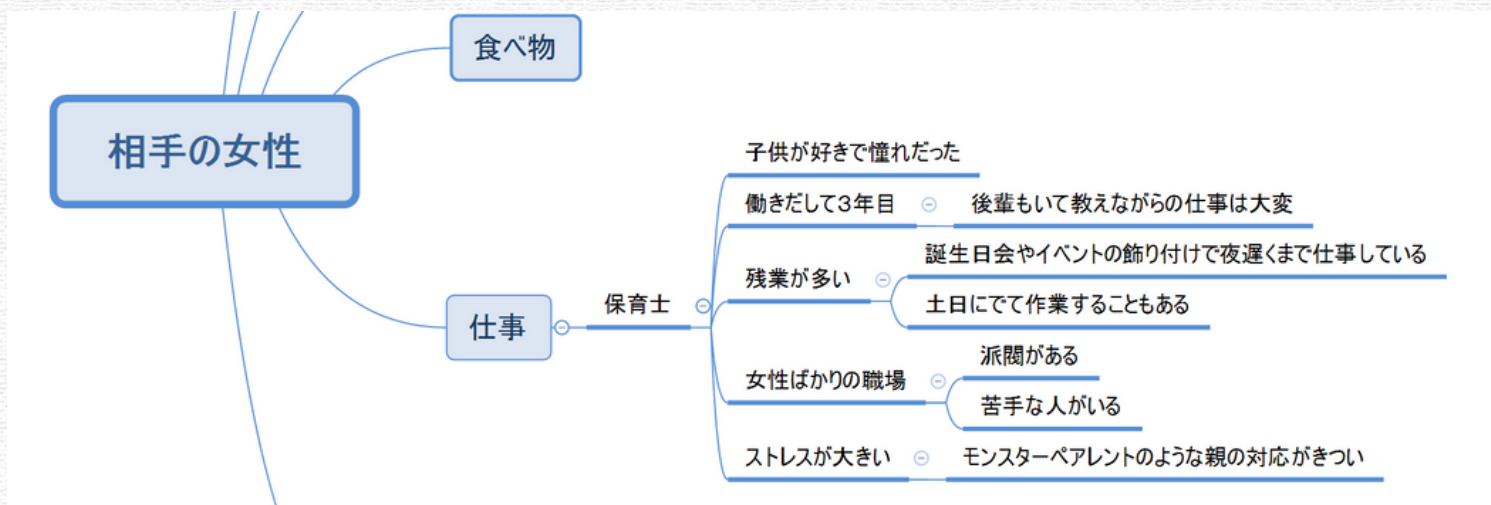 食べ物
相手の女性
仕事
保育士
子供が好きで憧れだった
働きだして3年目
後輩もいて教えながらの仕事は大変
残業が多い
誕生日会やイベントの飾り付けで夜遅くまで仕事している
土日にでて作業することもある
女性ばかりの職場
派閥がある
苦手な人がいる
ストレスが大きい
モンスターペアレントのような親の対応がきつい